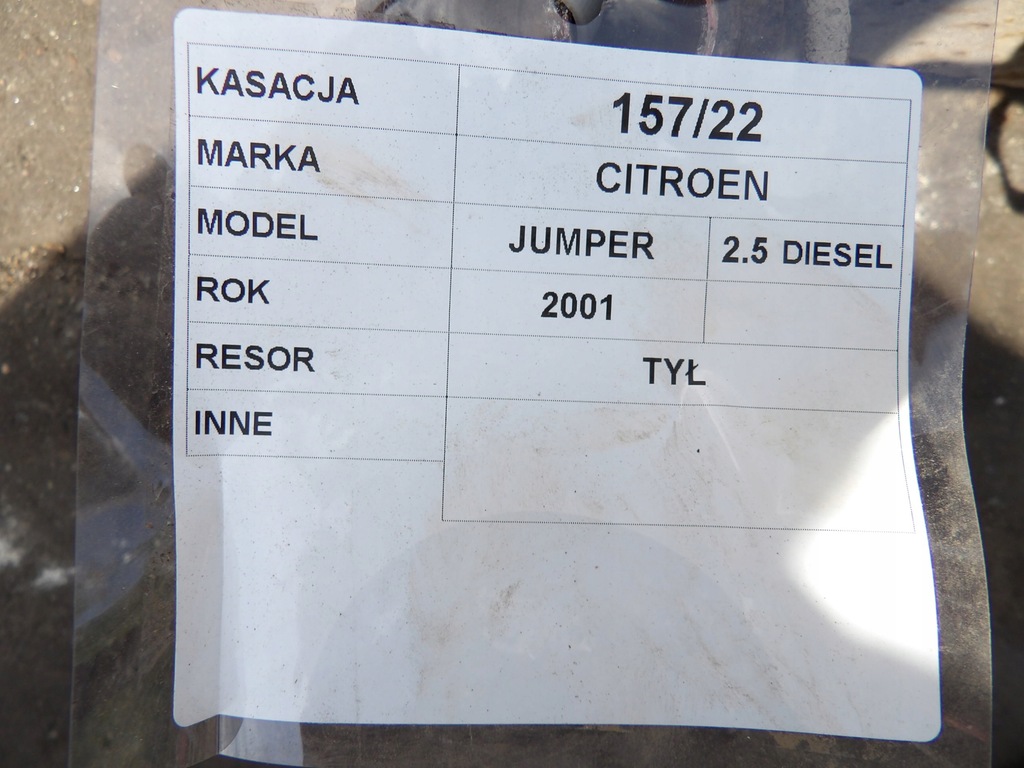 KASACJA 157/22
MARKA CITROEN
MODEL JUMPER 2.5 DIESEL
ROK 2001
RESOR TYŁ
INNE